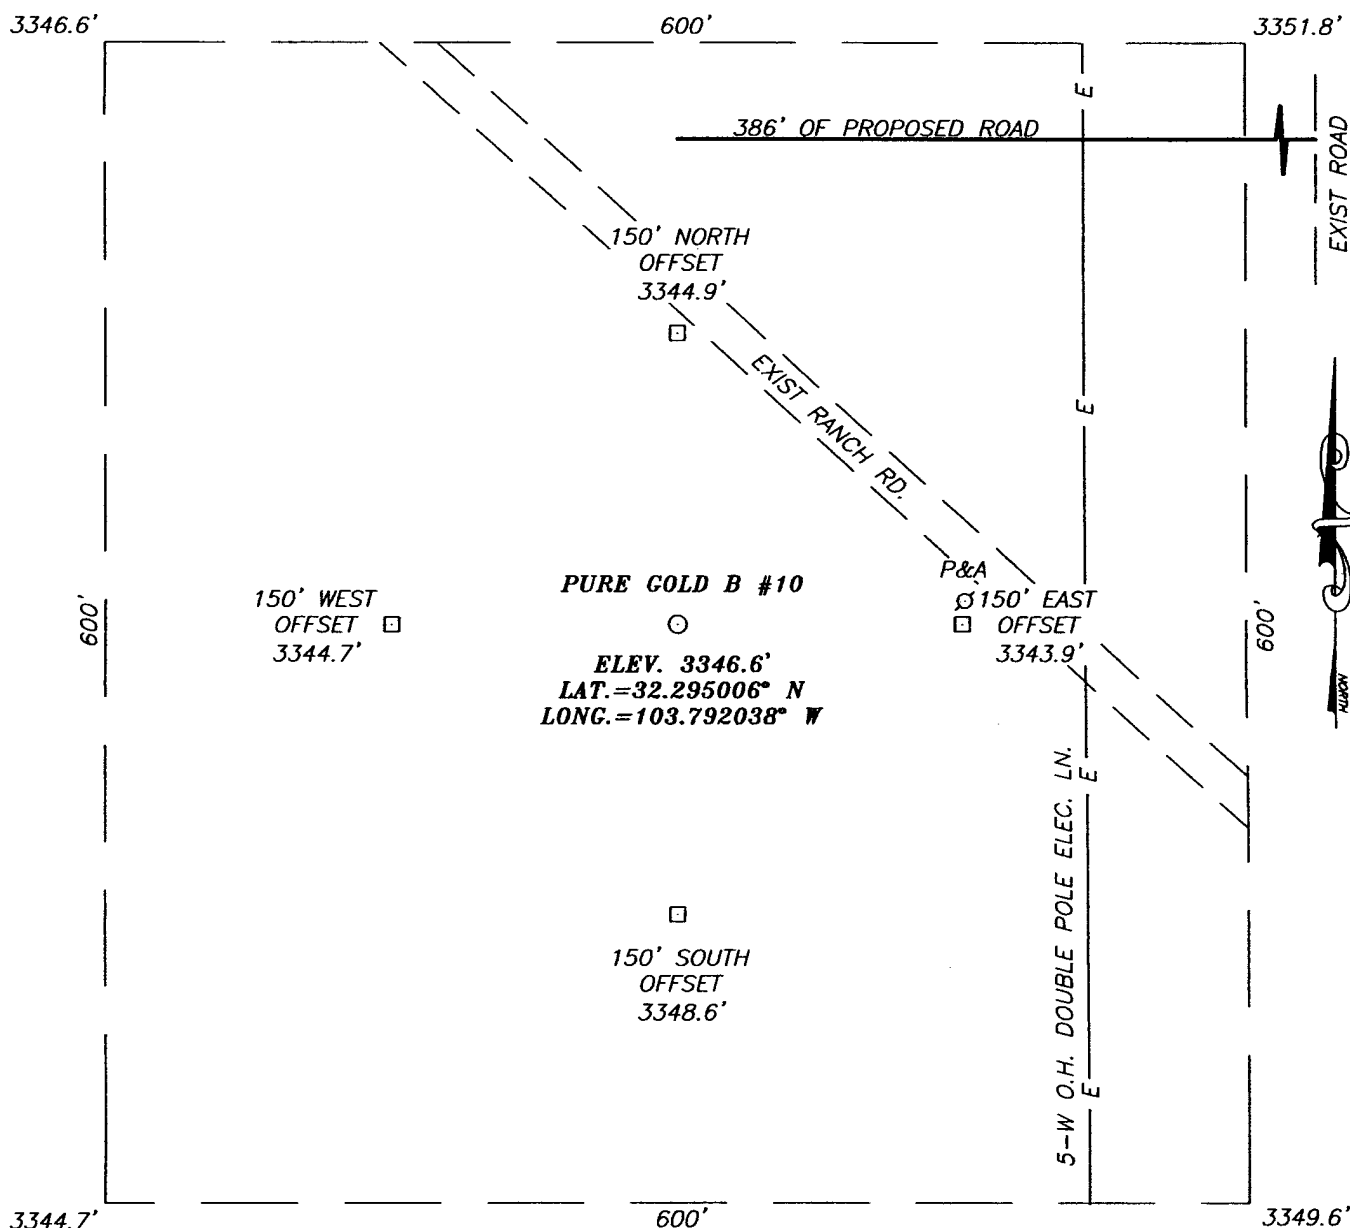 3346.6'
600'
3351.8'
E
386' OF PROPOSED ROAD
EXIST ROAD
150' NORTH
OFFSET
3344.9'
EXIST RANCH RD.
E
P&A
PURE GOLD B #10
150' WEST
OFFSET
3344.7'
150' EAST
OFFSET
3343.9'
600'
600'
ELEV. 3346.6'
LAT.=32.295006° N
LONG.=103.792038° W
NORTH
5-W O.H. DOUBLE POLE ELEC. LN.
E
150' SOUTH
OFFSET
3348.6'
E
3344.7'
600'
3349.6'